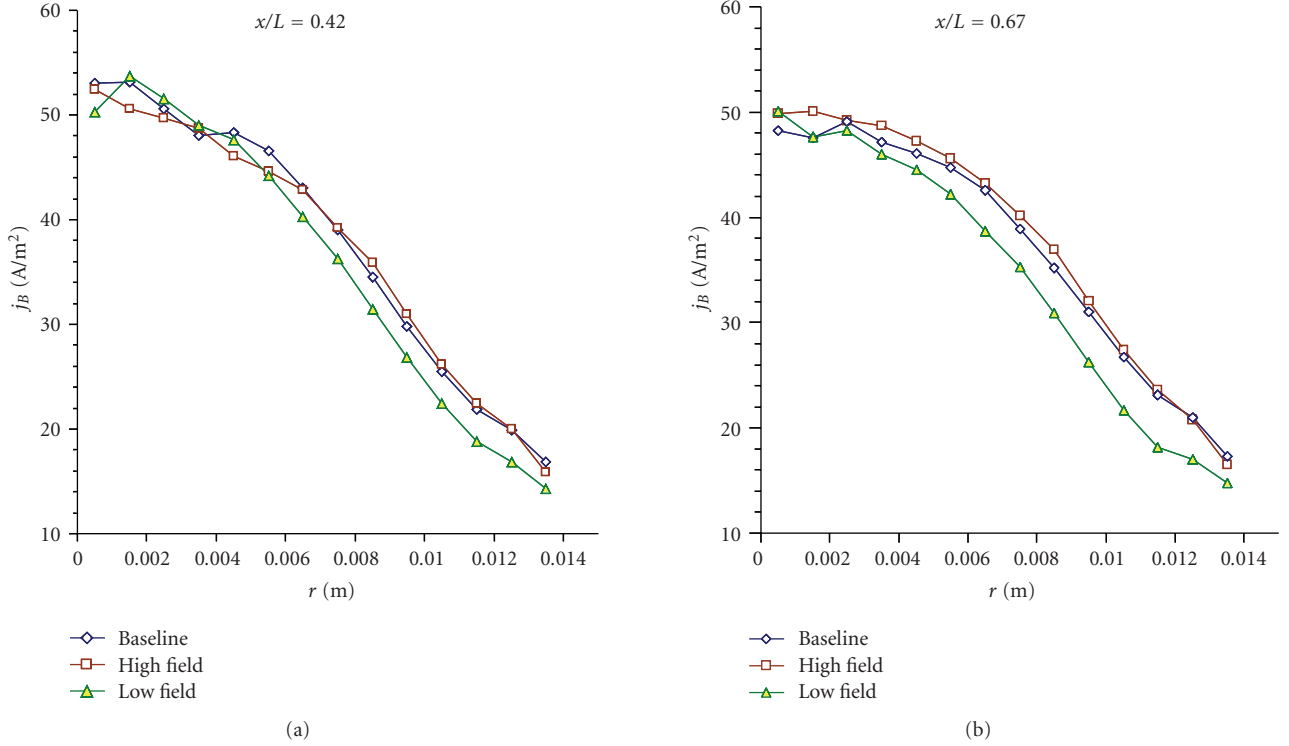 x/L = 0.42
60
50
40
30
20
10
j_B (A/m²)
0
0.002
0.004
0.006
0.008
0.01
0.012
0.014
r (m)
Baseline
High field
Low field
(a)
x/L = 0.67
60
50
40
30
20
10
j_B (A/m²)
0
0.002
0.004
0.006
0.008
0.01
0.012
0.014
r (m)
Baseline
High field
Low field
(b)